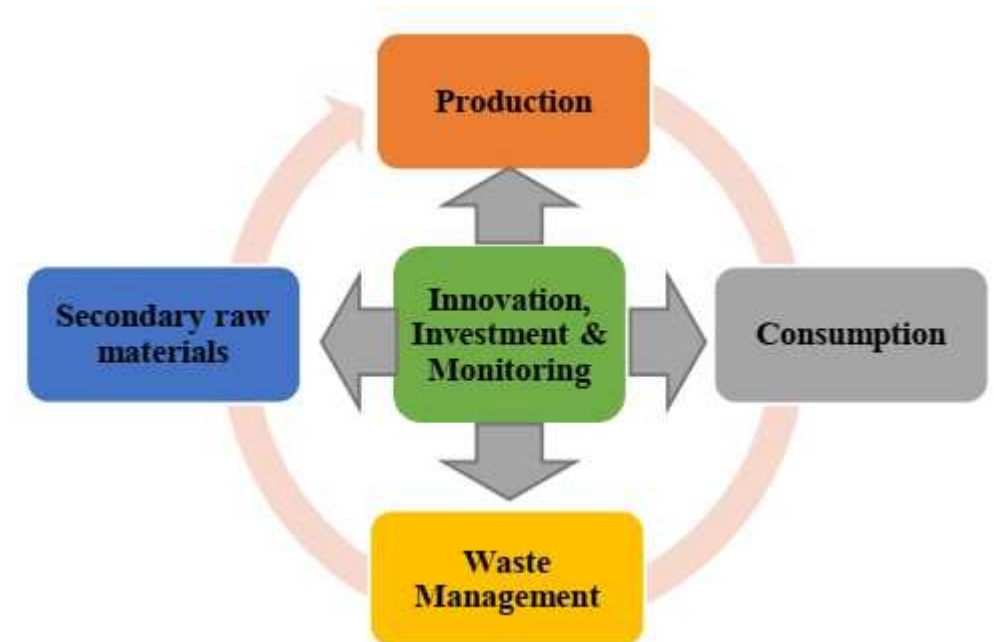 Production
Secondary raw
materials
Innovation,
Investment &
Monitoring
Consumption
Waste
Management